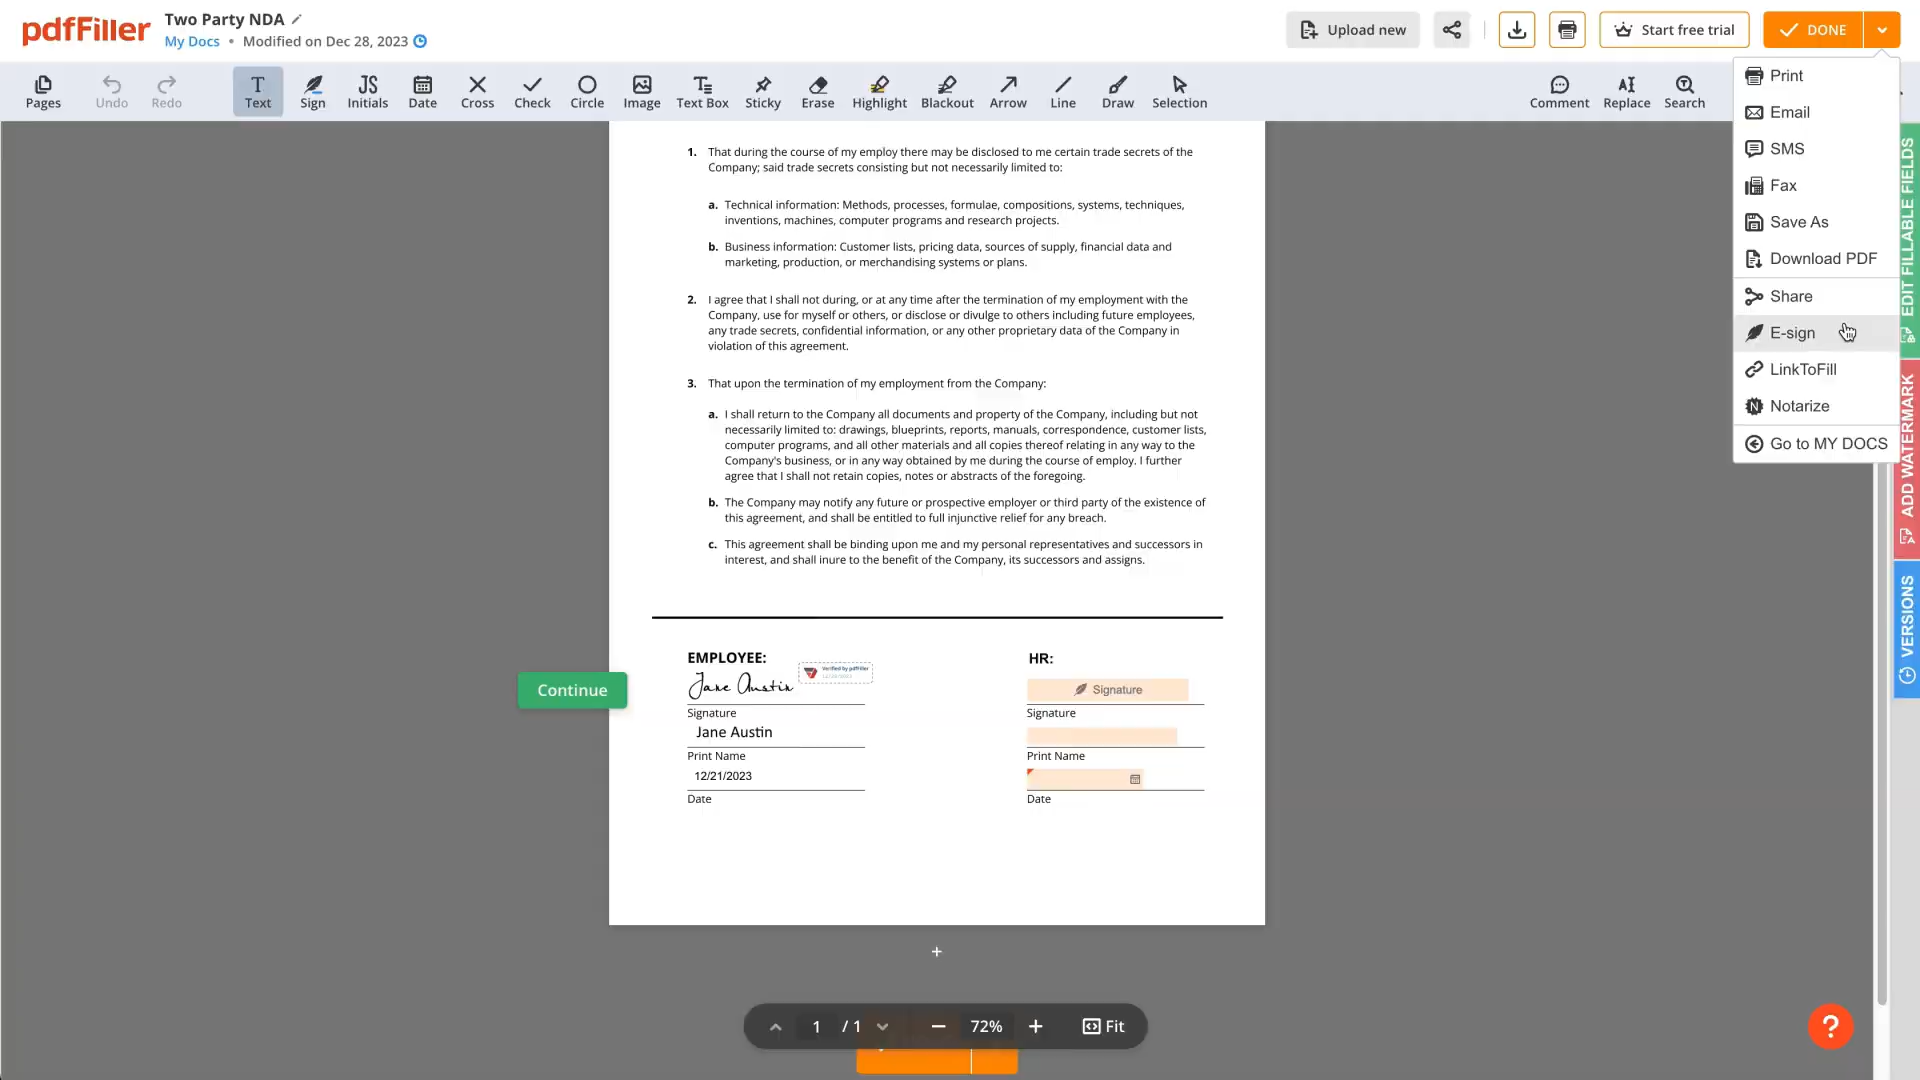 pdfFiller
Two Party NDA
My Docs • Modified on Dec 28, 2023
Upload new
Start free trial
DONE
Pages
Undo
Redo
Text
Sign
Initials
Date
Cross
Check
Circle
Image
Text Box
Sticky
Erase
Highlight
Blackout
Arrow
Line
Draw
Selection
Comment
Replace
Search
Print
Email
SMS
Fax
Save As
Download PDF
Share
E-sign
LinkToFill
Notarize
Go to MY DOCS
EDIT FILLABLE FIELDS
ADD WATERMARK
VERSIONS
1. That during the course of my employ there may be disclosed to me certain trade secrets of the
Company; said trade secrets consisting but not necessarily limited to:
a. Technical information: Methods, processes, formulae, compositions, systems, techniques,
inventions, machines, computer programs and research projects.
b. Business information: Customer lists, pricing data, sources of supply, financial data and
marketing, production, or merchandising systems or plans.
2. I agree that I shall not during, or at any time after the termination of my employment with the
Company, use for myself or others, or disclose or divulge to others including future employees,
any trade secrets, confidential information, or any other proprietary data of the Company in
violation of this agreement.
3. That upon the termination of my employment from the Company:
a. I shall return to the Company all documents and property of the Company, including but not
necessarily limited to: drawings, blueprints, reports, manuals, correspondence, customer lists,
computer programs, and all other materials and all copies thereof relating in any way to the
Company's business, or in any way obtained by me during the course of employ. I further
agree that I shall not retain copies, notes or abstracts of the foregoing.
b. The Company may notify any future or prospective employer or third party of the existence of
this agreement, and shall be entitled to full injunctive relief for any breach.
c. This agreement shall be binding upon me and my personal representatives and successors in
interest, and shall inure to the benefit of the Company, its successors and assigns.
EMPLOYEE:
Verified by pdfFiller
Jane Austin
Signature
Jane Austin
Print Name
12/21/2023
Date
HR:
Signature
Signature
Print Name
Date
Continue
1 / 1
72%
Fit